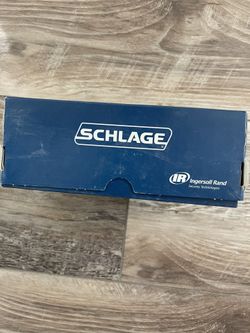 SCHLAGE
IR Ingersoll Rand
Security Technologies